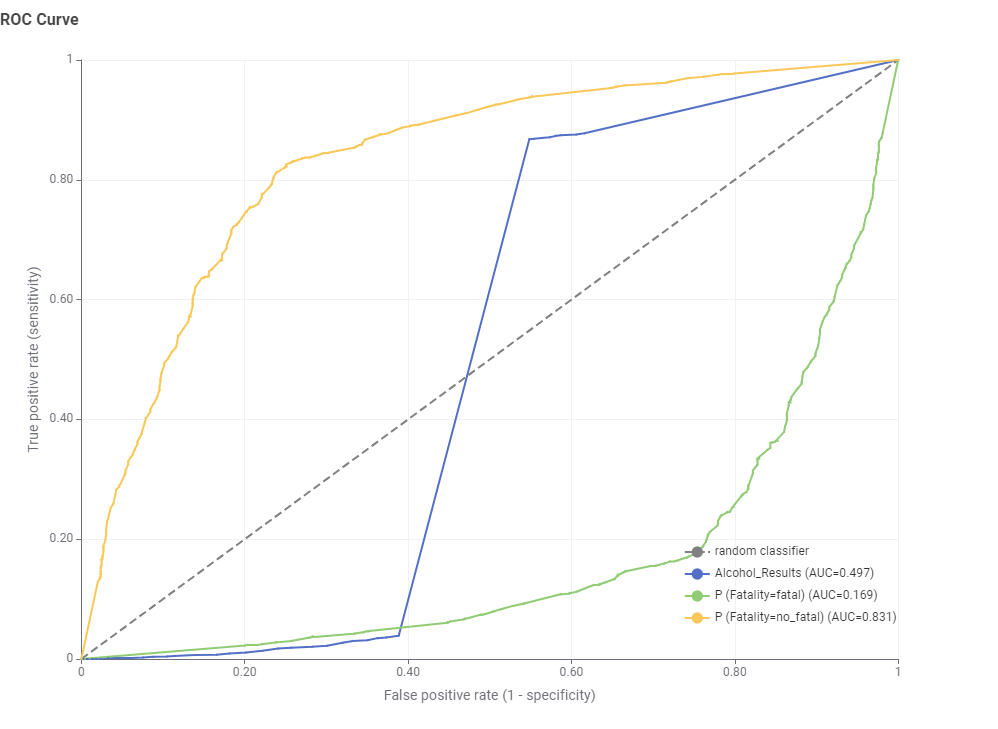 ROC Curve
1
0.80
0.60
0.40
0.20
0
True positive rate (sensitivity)
random classifier
Alcohol_Results (AUC=0.497)
P (Fatality=fatal) (AUC=0.169)
P (Fatality=no_fatal) (AUC=0.831)
0 0.20 0.40 0.60 0.80 1
False positive rate (1 - specificity)